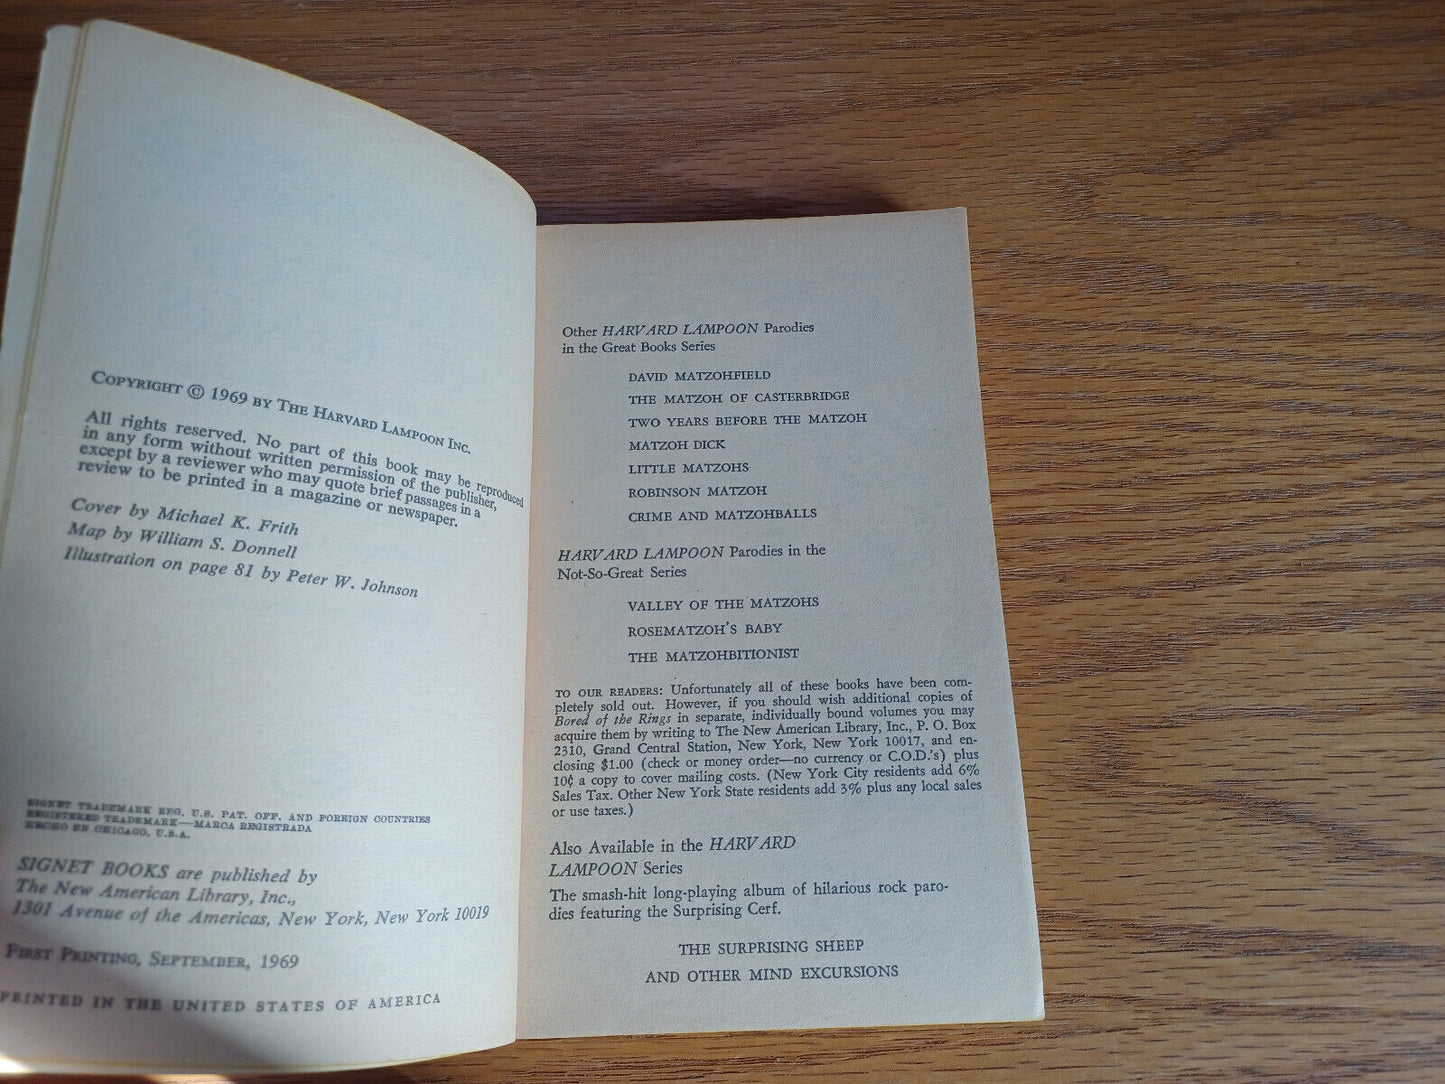 COPYRIGHT © 1969 BY THE HARVARD LAMPOON INC.
All rights reserved. No part of this book may be reproduced
in any form without written permission of the publisher,
except by a reviewer who may quote brief passages in a
review to be printed in a magazine or newspaper.
Cover by Michael K. Frith
Map by William S. Donnell
Illustration on page 81 by Peter W. Johnson
SIGNET TRADEMARK REG. U.S. PAT. OFF. AND FOREIGN COUNTRIES
REGISTERED TRADEMARK—MARCA REGISTRADA
HECHO EN CHICAGO, U.S.A.
SIGNET BOOKS are published by
The New American Library, Inc.,
1301 Avenue of the Americas, New York, New York 10019
FIRST PRINTING, SEPTEMBER, 1969
PRINTED IN THE UNITED STATES OF AMERICA
Other HARVARD LAMPOON Parodies
in the Great Books Series
DAVID MATZOHFIELD
THE MATZOH OF CASTERBRIDGE
TWO YEARS BEFORE THE MATZOH
MATZOH DICK
LITTLE MATZOHS
ROBINSON MATZOH
CRIME AND MATZOHBALLS
HARVARD LAMPOON Parodies in the
Not-So-Great Series
VALLEY OF THE MATZOHS
ROSEMATZOH'S BABY
THE MATZOHBITIONIST
TO OUR READERS: Unfortunately all of these books have been com-
pletely sold out. However, if you should wish additional copies of
Bored of the Rings in separate, individually bound volumes you may
acquire them by writing to The New American Library, Inc., P. O. Box
2310, Grand Central Station, New York, New York 10017, and en-
closing $1.00 (check or money order—no currency or C.O.D.'s) plus
10¢ a copy to cover mailing costs. (New York City residents add 6%
Sales Tax. Other New York State residents add 3% plus any local sales
or use taxes.)
Also Available in the HARVARD
LAMPOON Series
The smash-hit long-playing album of hilarious rock paro-
dies featuring the Surprising Cerf.
THE SURPRISING SHEEP
AND OTHER MIND EXCURSIONS